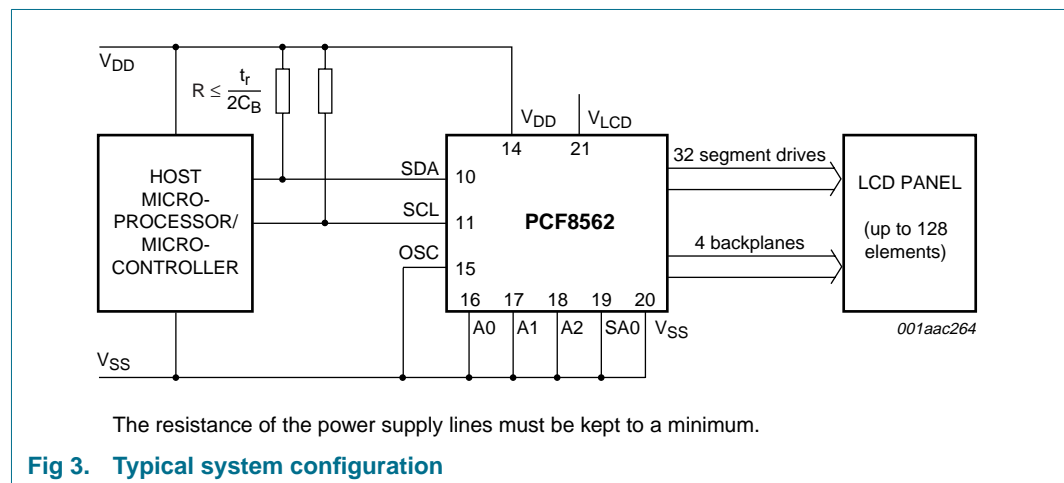 VDD
R ≤ tr
2CB
VDD
VLCD
14
21
HOST
MICRO-
PROCESSOR/
MICRO-
CONTROLLER
SDA
10
SCL
11
OSC
15
PCF8562
32 segment drives
4 backplanes
LCD PANEL
(up to 128
elements)
16 17 18 19 20
A0 A1 A2 SA0 VSS
001aac264
VSS
The resistance of the power supply lines must be kept to a minimum.
Fig 3. Typical system configuration